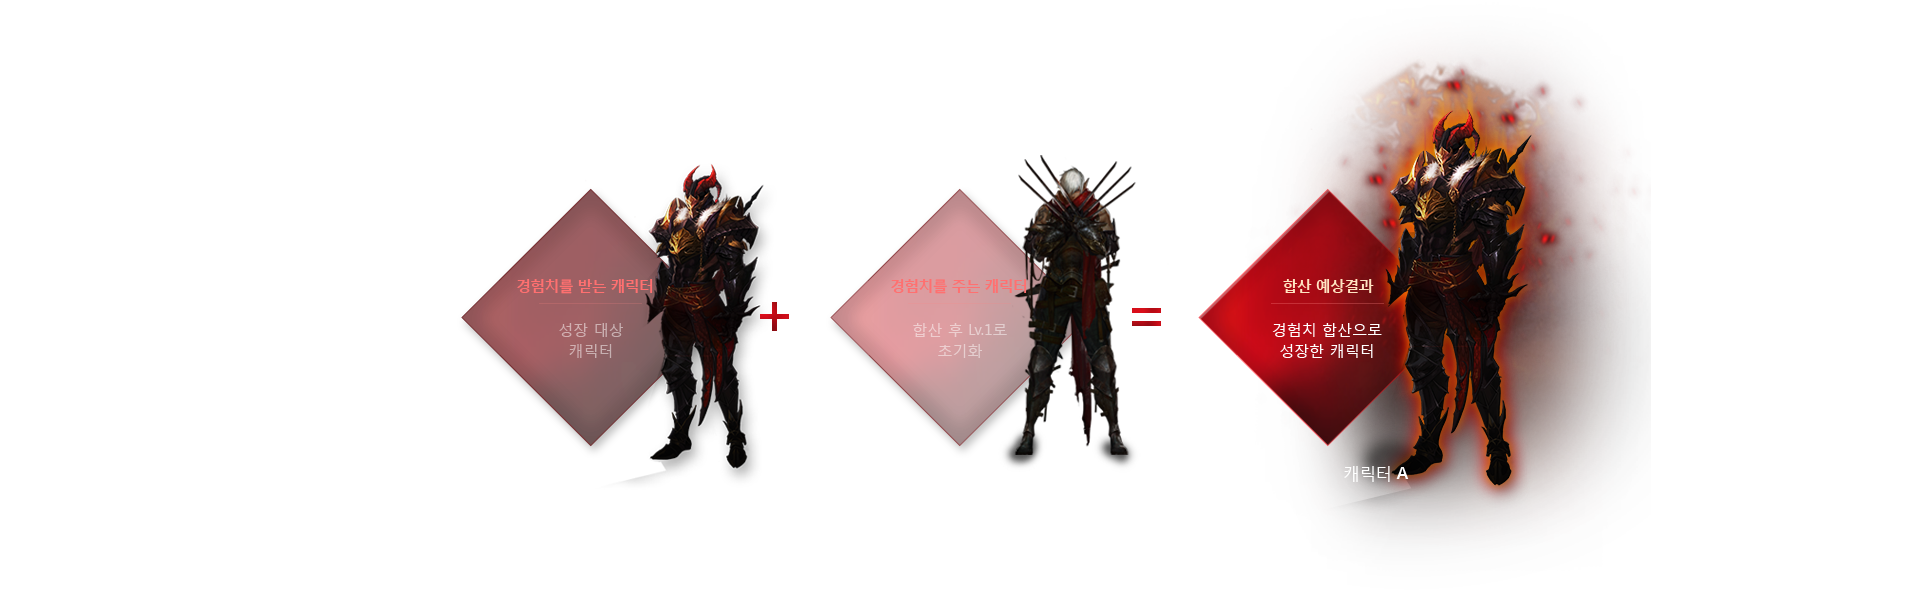 경험치를 받는 캐릭터
성장 대상
캐릭터
경험치를 주는 캐릭터
합산 후 Lv.1로
초기화
합산 예상결과
경험치 합산으로
성장한 캐릭터
캐릭터 A